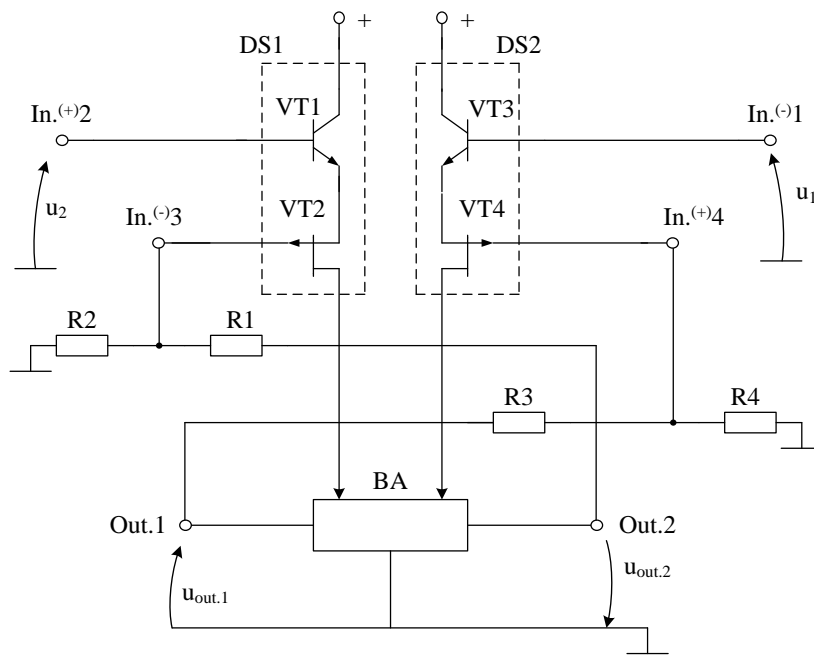 + +
DS1 DS2
VT1 VT3
In.(+)2 In.(-)1
u2 u1
In.(-)3 VT2 VT4 In.(+)4
R2 R1
R3 R4
BA
Out.1 Out.2
uout.1 uout.2